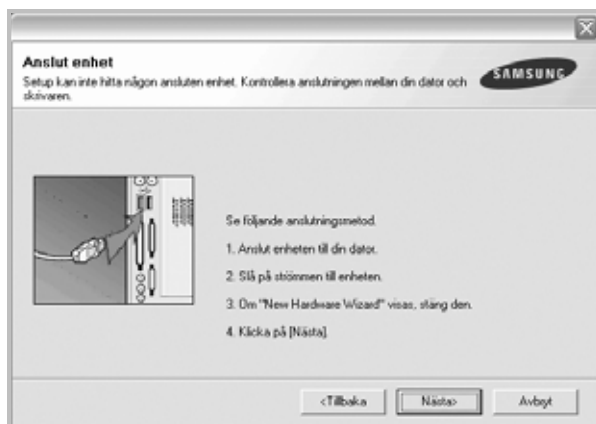 Anslut enhet
Setup kan inte hitta någon ansluten enhet. Kontrollera anslutningen mellan din dator och
skrivaren.
SAMSUNG
Se följande anslutningsmetod.
1. Anslut enheten till din dator.
2. Slå på strömmen till enheten.
3. Om "New Hardware Wizard" visas, stäng den.
4. Klicka på [Nästa].
<Tillbaka
Nästa>
Avbryt